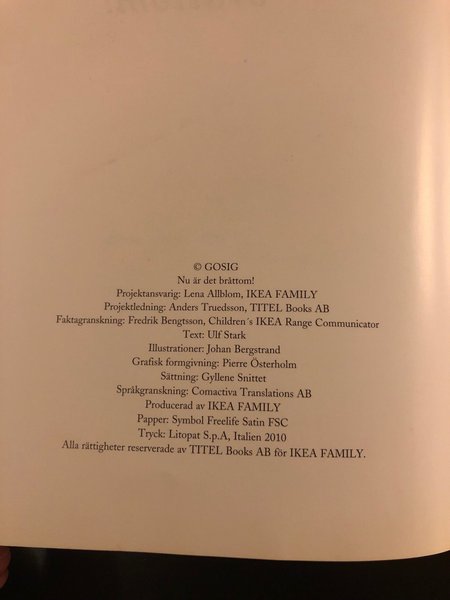 © GOSIG
Nu är det bråttom!
Projektansvarig: Lena Allblom, IKEA FAMILY
Projektledning: Anders Truedsson, TITEL Books AB
Faktagranskning: Fredrik Bengtsson, Children´s IKEA Range Communicator
Text: Ulf Stark
Illustrationer: Johan Bergstrand
Grafisk formgivning: Pierre Österholm
Sättning: Gyllene Snittet
Språkgranskning: Comactiva Translations AB
Producerad av IKEA FAMILY
Papper: Symbol Freelife Satin FSC
Tryck: Litopat S.p.A, Italien 2010
Alla rättigheter reserverade av TITEL Books AB för IKEA FAMILY.